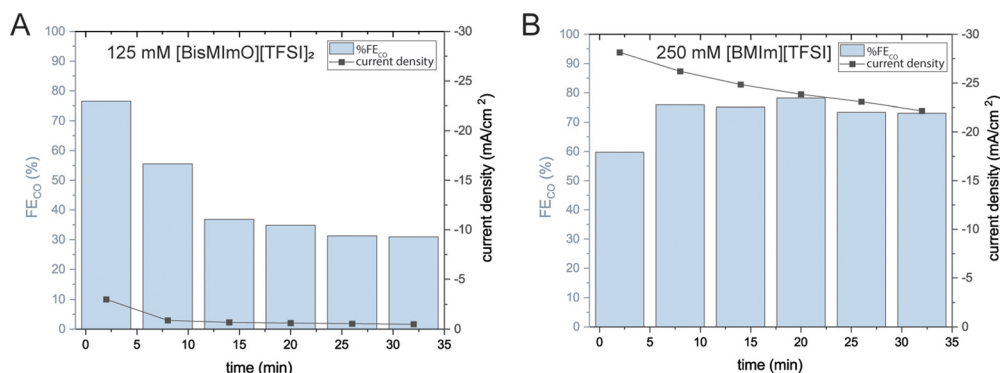 A
125 mM [BisMImO][TFSI]₂
%FE_CO
current density
100
90
80
70
60
50
40
30
20
10
0
FE_CO (%)
-30
-25
-20
-15
-10
-5
0
current density (mA/cm²)
0 5 10 15 20 25 30 35
time (min)
B
250 mM [BMIm][TFSI]
%FE_CO
current density
100
90
80
70
60
50
40
30
20
10
0
FE_CO (%)
-30
-25
-20
-15
-10
-5
0
current density (mA/cm²)
0 5 10 15 20 25 30 35
time (min)